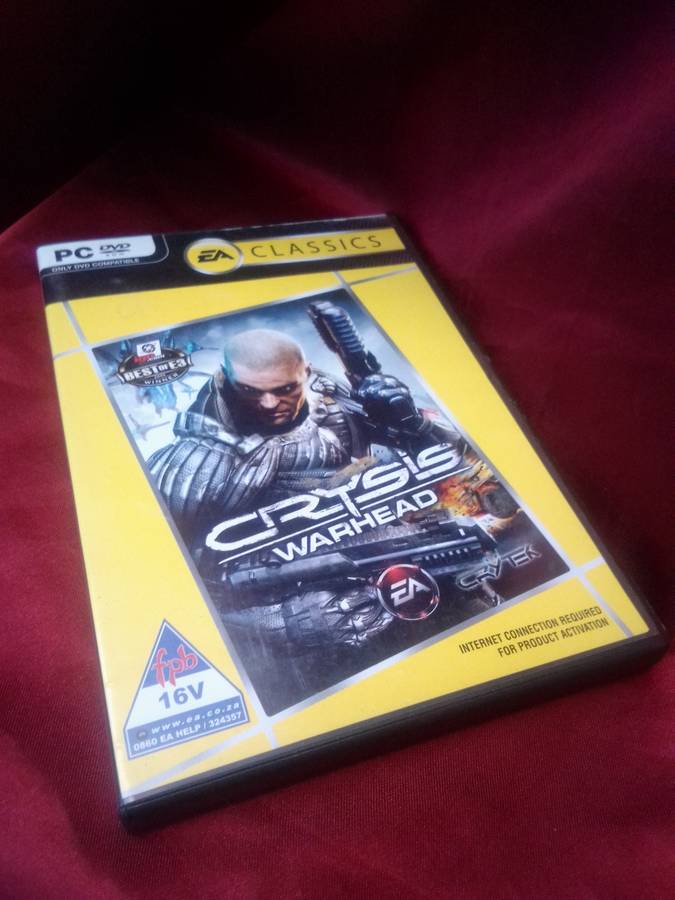 PC DVD
ROM
ONLY DVD COMPATIBLE
EA CLASSICS
BEST OF E3
WINNER
CRYSIS
WARHEAD
EA
CRYTEK
INTERNET CONNECTION REQUIRED
FOR PRODUCT ACTIVATION
fpb
16V
www.ea.co.za
0860 EA HELP / 324357